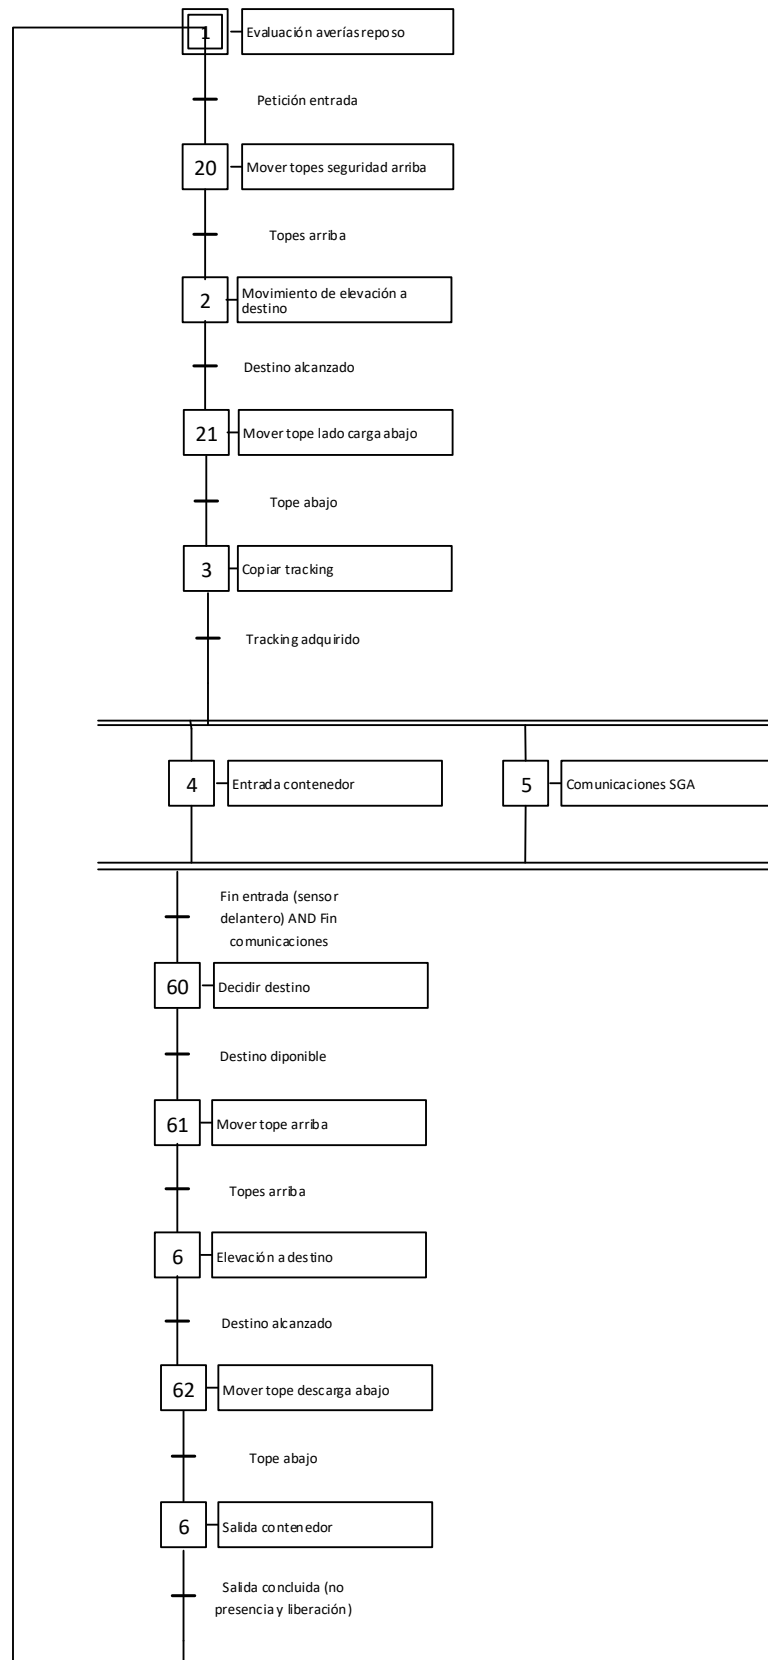 1
Evaluación averías reposo
Petición entrada
20
Mover topes seguridad arriba
Topes arriba
2
Movimiento de elevación a
destino
Destino alcanzado
21
Mover tope lado carga abajo
Tope abajo
3
Copiar tracking
Tracking adquirido
4
Entrada contenedor
5
Comunicaciones SGA
Fin entrada (sensor
delantero) AND Fin
comunicaciones
60
Decidir destino
Destino diponible
61
Mover tope arriba
Topes arriba
6
Elevación a destino
Destino alcanzado
62
Mover tope descarga abajo
Tope abajo
6
Salida contenedor
Salida concluida (no
presencia y liberación)